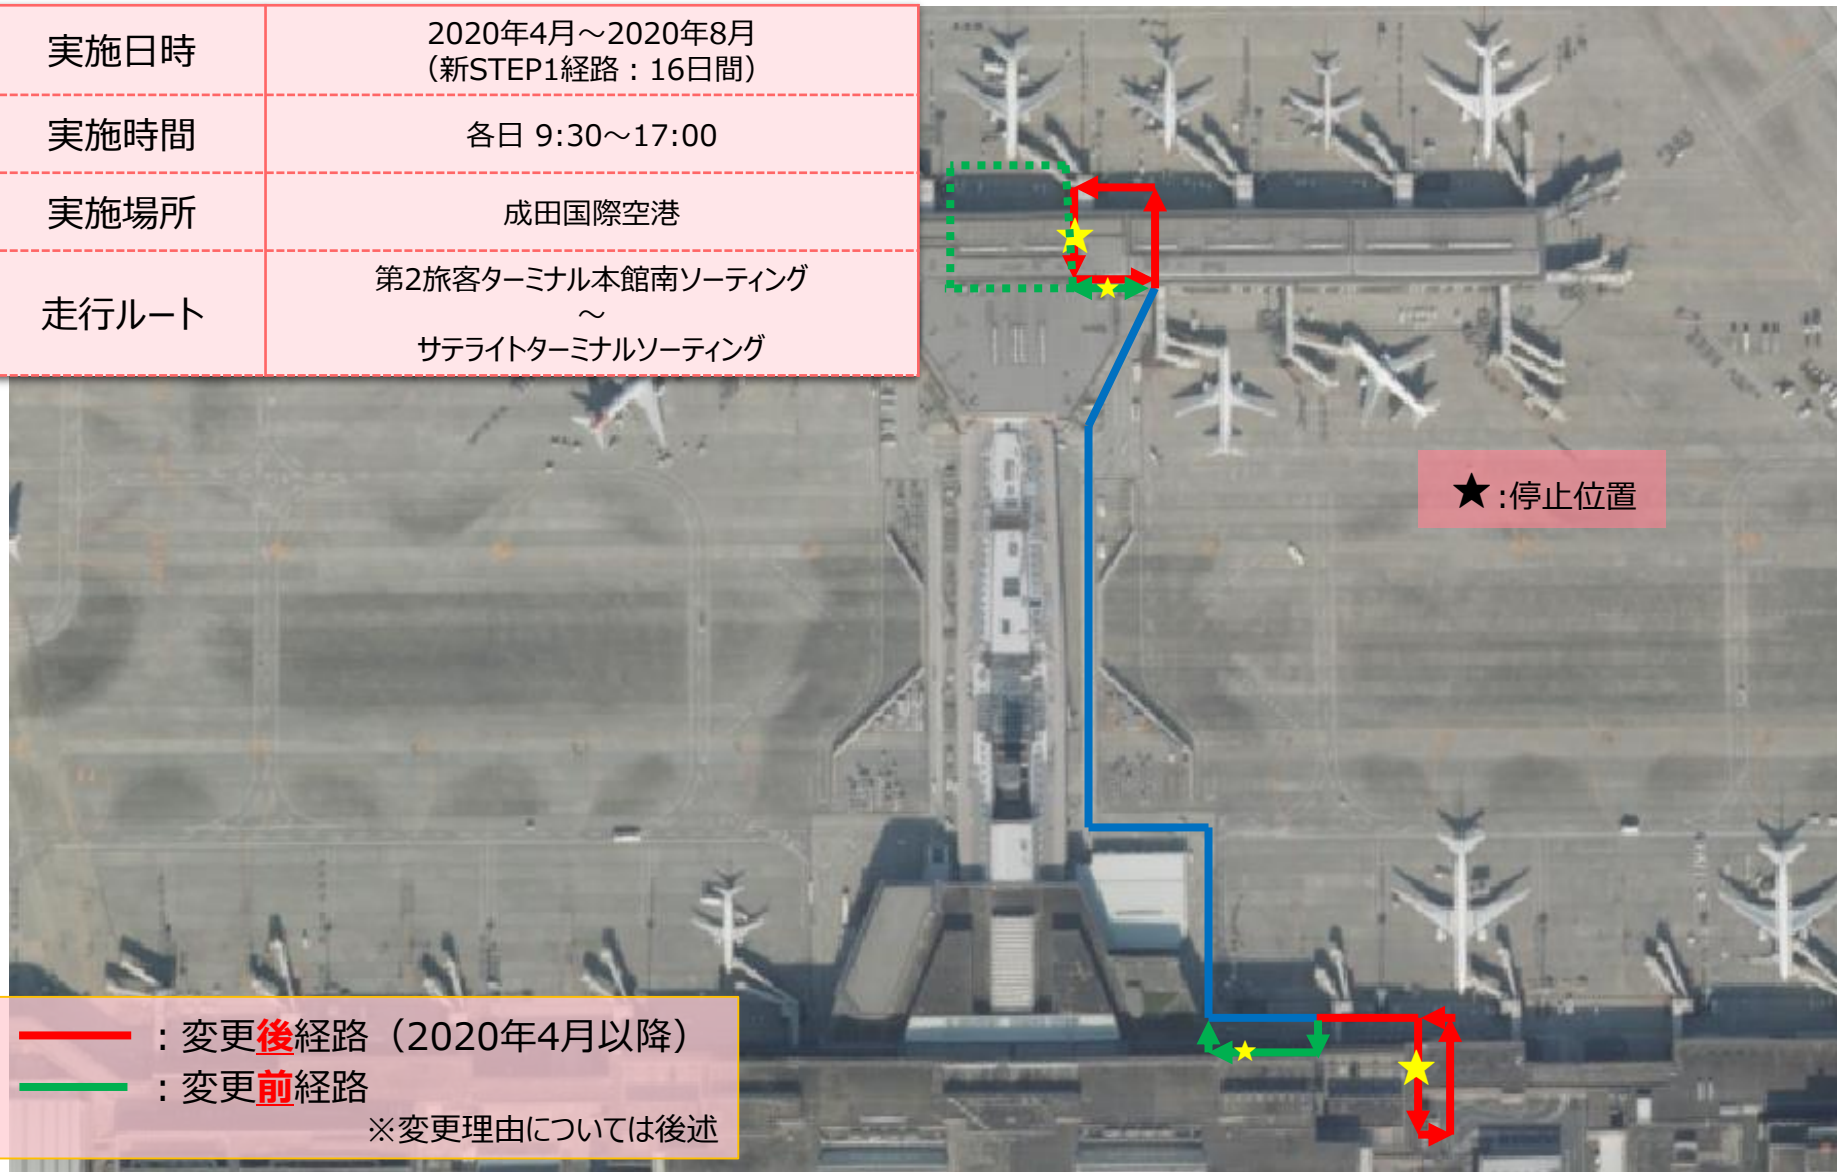 実施日時
2020年4月～2020年8月
（新STEP1経路：16日間）
実施時間
各日 9:30～17:00
実施場所
成田国際空港
走行ルート
第2旅客ターミナル本館南ソーティング
～
サテライトターミナルソーティング
★:停止位置
：変更後経路（2020年4月以降）
：変更前経路
※変更理由については後述